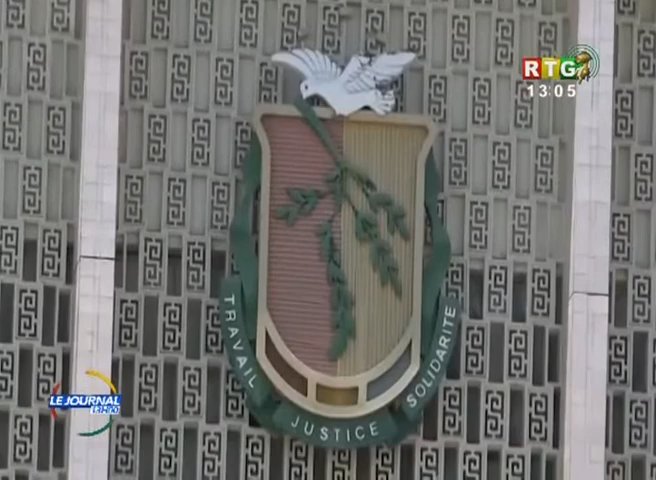 RTG
13:05
TRAVAIL
JUSTICE
SOLIDARITE
LE JOURNAL